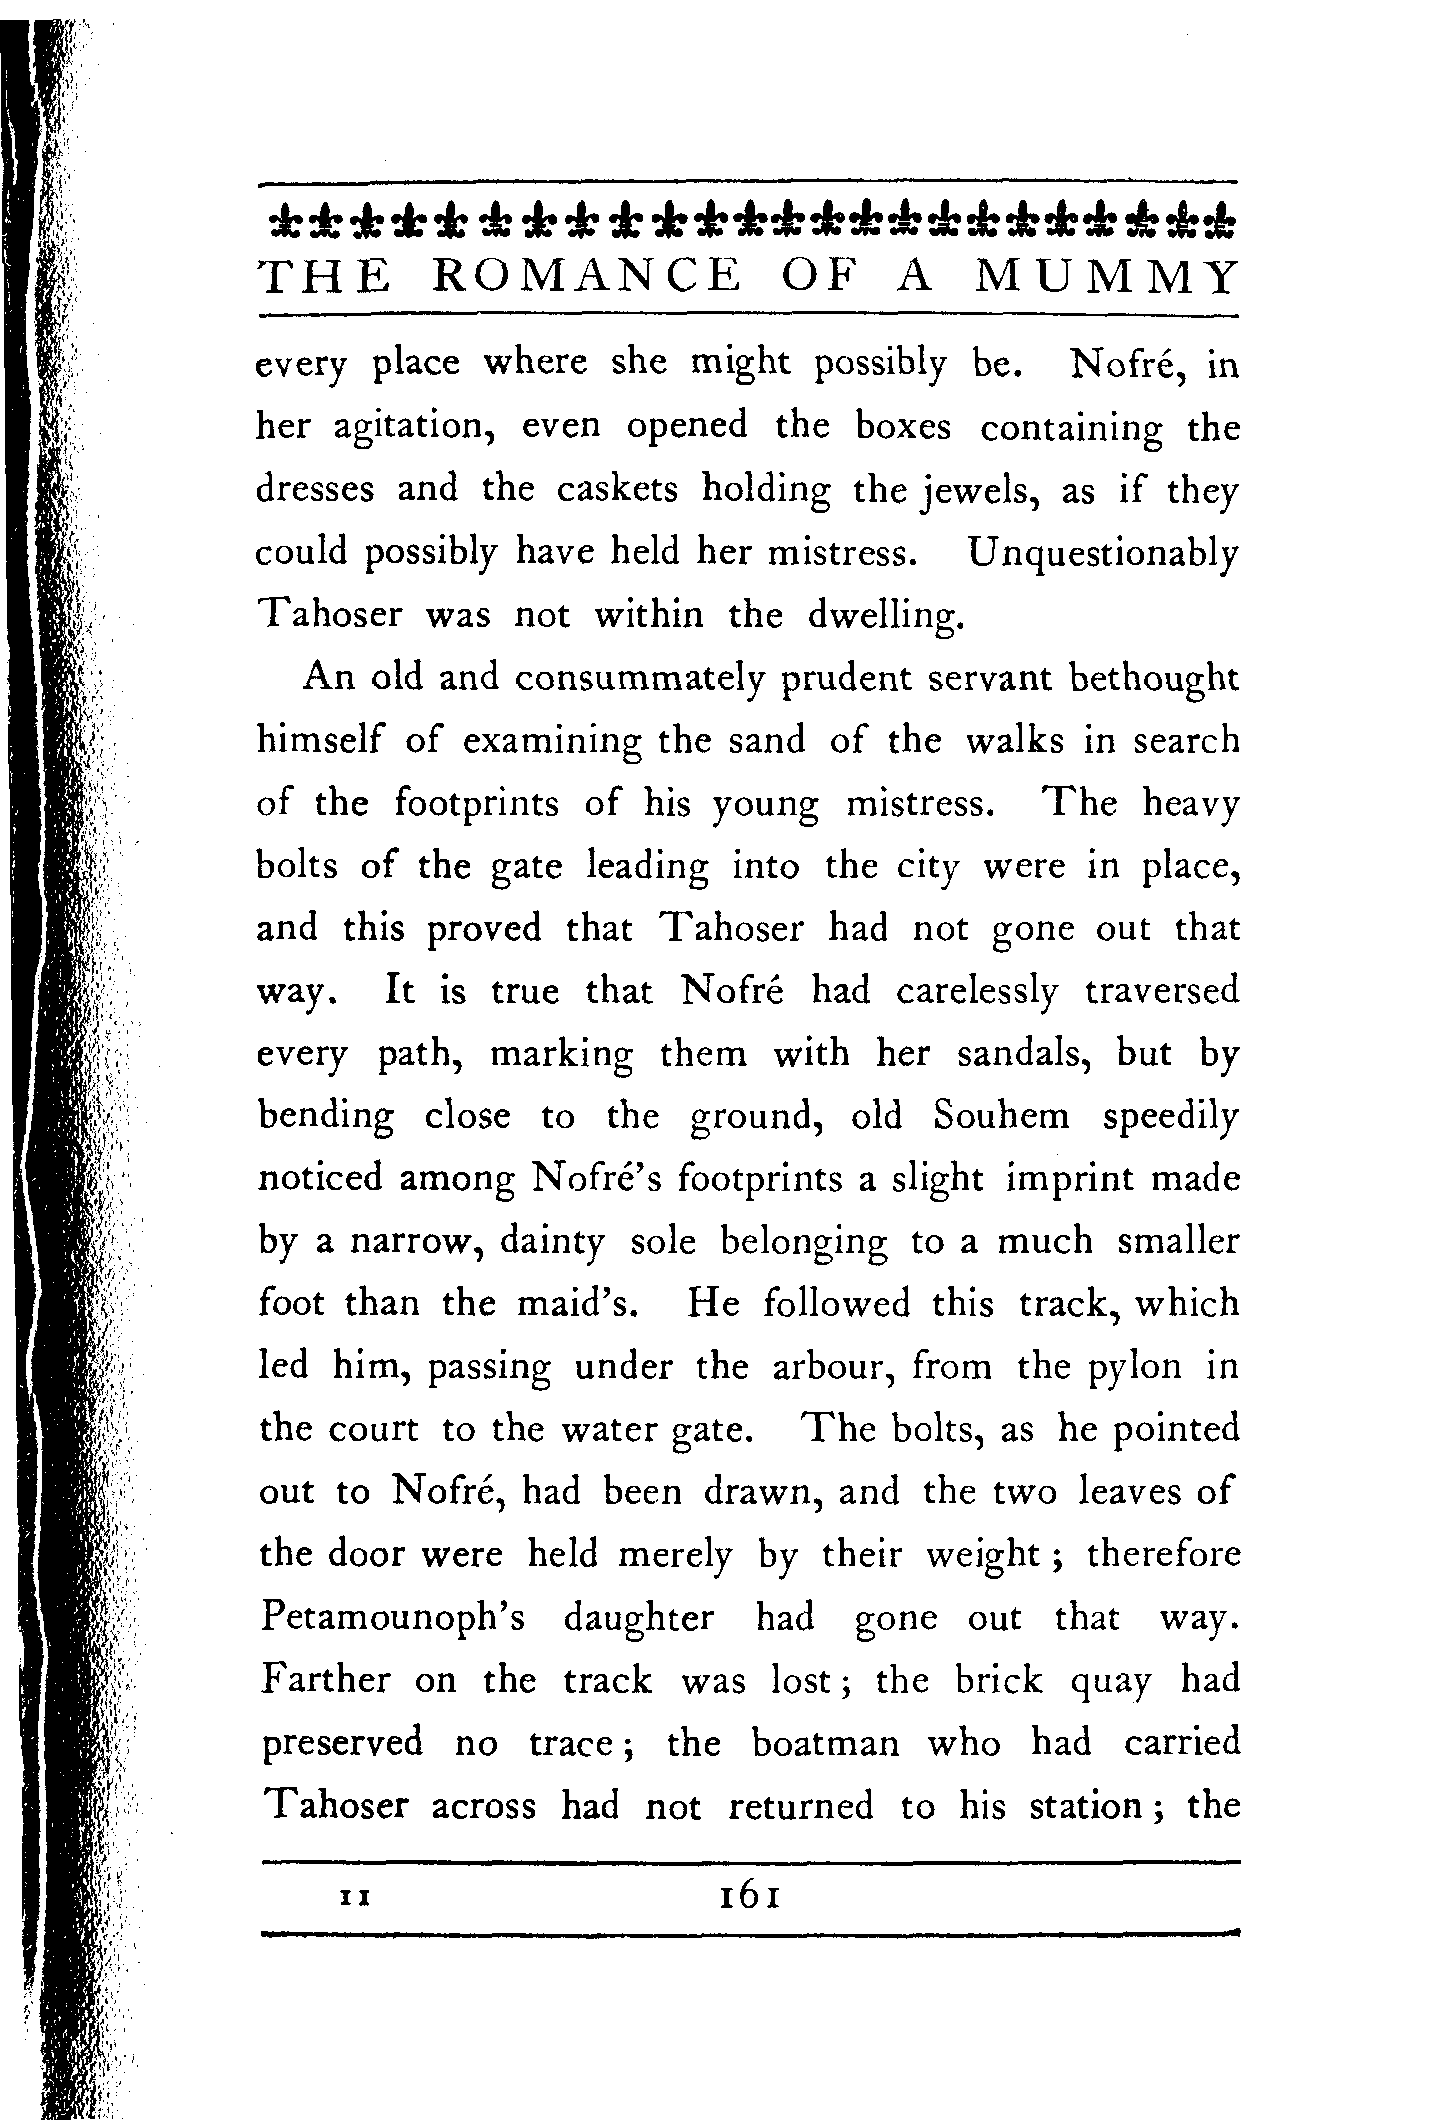 THE ROMANCE OF A MUMMY
every place where she might possibly be. Nofré, in
her agitation, even opened the boxes containing the
dresses and the caskets holding the jewels, as if they
could possibly have held her mistress. Unquestionably
Tahoser was not within the dwelling.
An old and consummately prudent servant bethought
himself of examining the sand of the walks in search
of the footprints of his young mistress. The heavy
bolts of the gate leading into the city were in place,
and this proved that Tahoser had not gone out that
way. It is true that Nofré had carelessly traversed
every path, marking them with her sandals, but by
bending close to the ground, old Souhem speedily
noticed among Nofré's footprints a slight imprint made
by a narrow, dainty sole belonging to a much smaller
foot than the maid's. He followed this track, which
led him, passing under the arbour, from the pylon in
the court to the water gate. The bolts, as he pointed
out to Nofré, had been drawn, and the two leaves of
the door were held merely by their weight; therefore
Petamounoph's daughter had gone out that way.
Farther on the track was lost; the brick quay had
preserved no trace; the boatman who had carried
Tahoser across had not returned to his station; the
11 161